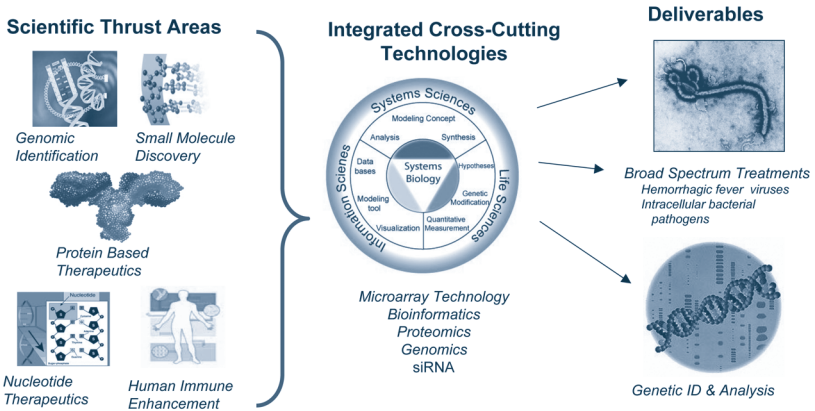 Scientific Thrust Areas
Genomic
Identification
Small Molecule
Discovery
Protein Based
Therapeutics
Nucleotide
Nucleotide
Therapeutics
Human Immune
Enhancement
Integrated Cross-Cutting
Technologies
Systems Sciences
Life Sciences
Information Scienes
Modeling Concept
Analysis
Synthesis
Data
bases
Systems
Biology
Hypotheses
Modeling
tool
Genetic
Modification
Visualization
Quantitative
Measurement
Microarray Technology
Bioinformatics
Proteomics
Genomics
siRNA
Deliverables
Broad Spectrum Treatments
Hemorrhagic fever viruses
Intracellular bacterial
pathogens
Genetic ID & Analysis